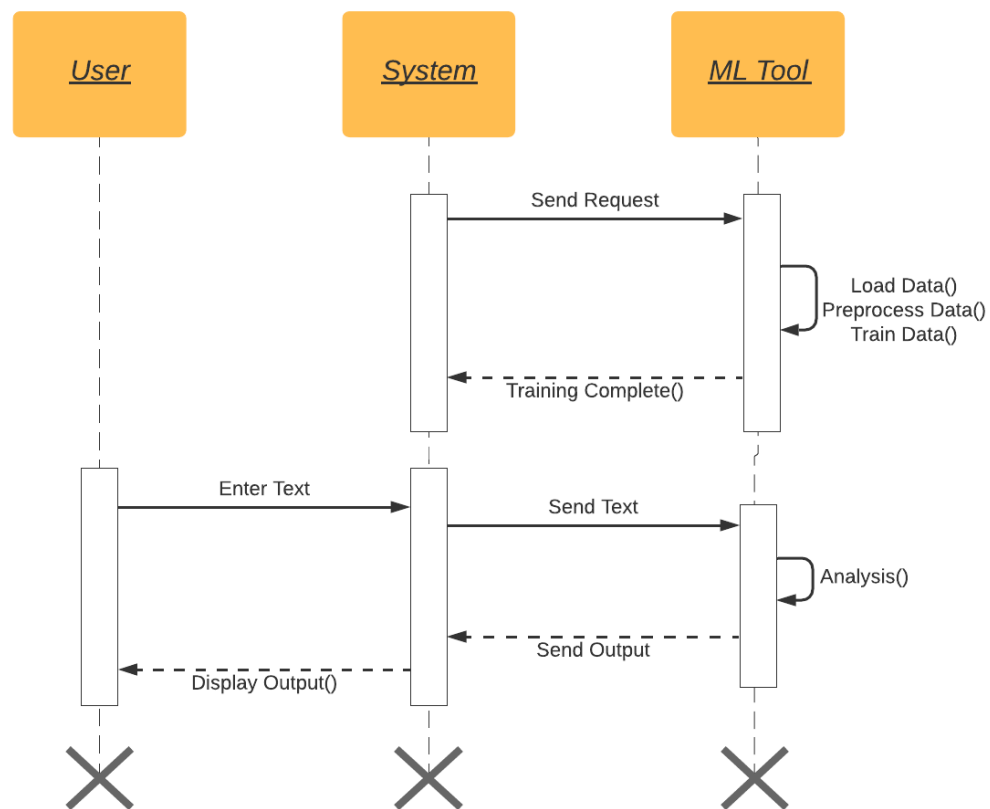 User
System
ML Tool
Send Request
Load Data()
Preprocess Data()
Train Data()
Training Complete()
Enter Text
Send Text
Analysis()
Send Output
Display Output()